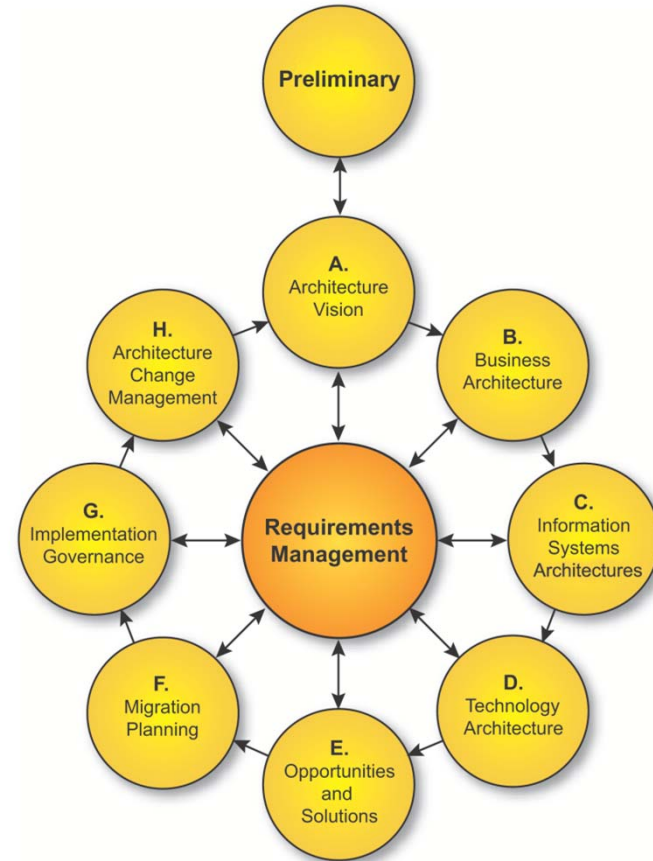 Preliminary
A.
Architecture
Vision
B.
Business
Architecture
C.
Information
Systems
Architectures
D.
Technology
Architecture
E.
Opportunities
and
Solutions
F.
Migration
Planning
G.
Implementation
Governance
H.
Architecture
Change
Management
Requirements
Management